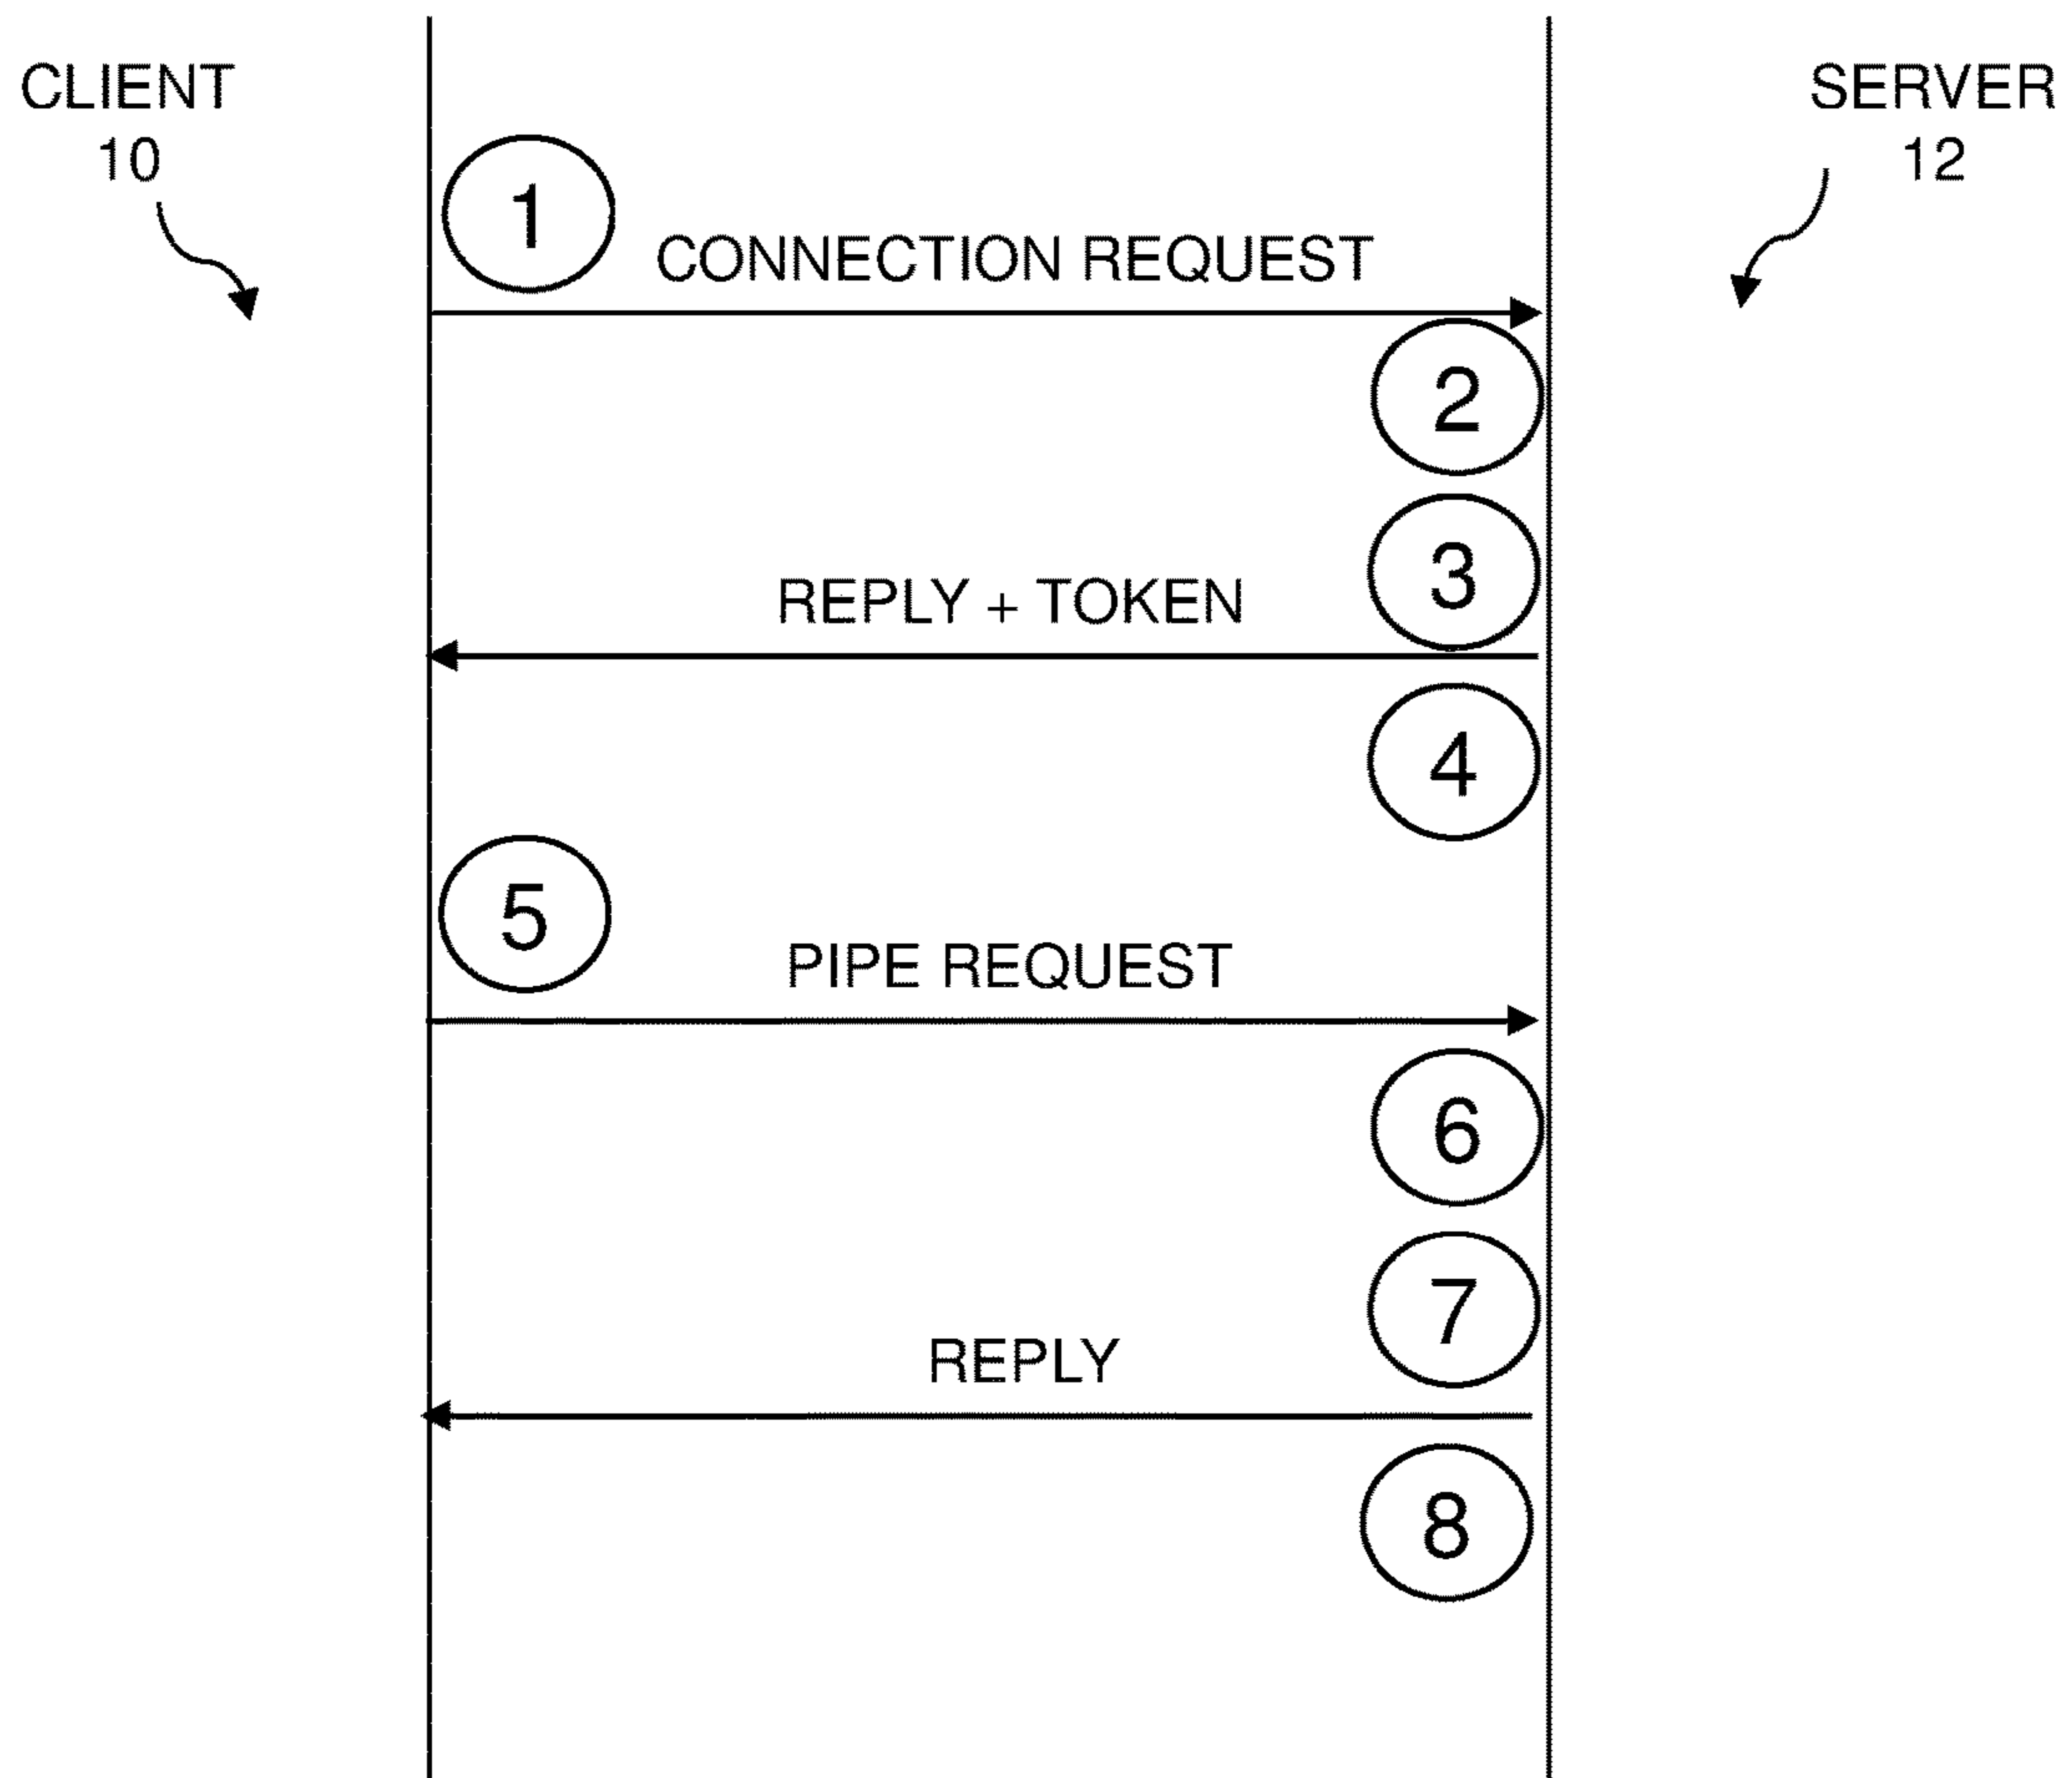 CLIENT
10
SERVER
12
1
CONNECTION REQUEST
2
3
REPLY + TOKEN
4
5
PIPE REQUEST
6
7
REPLY
8